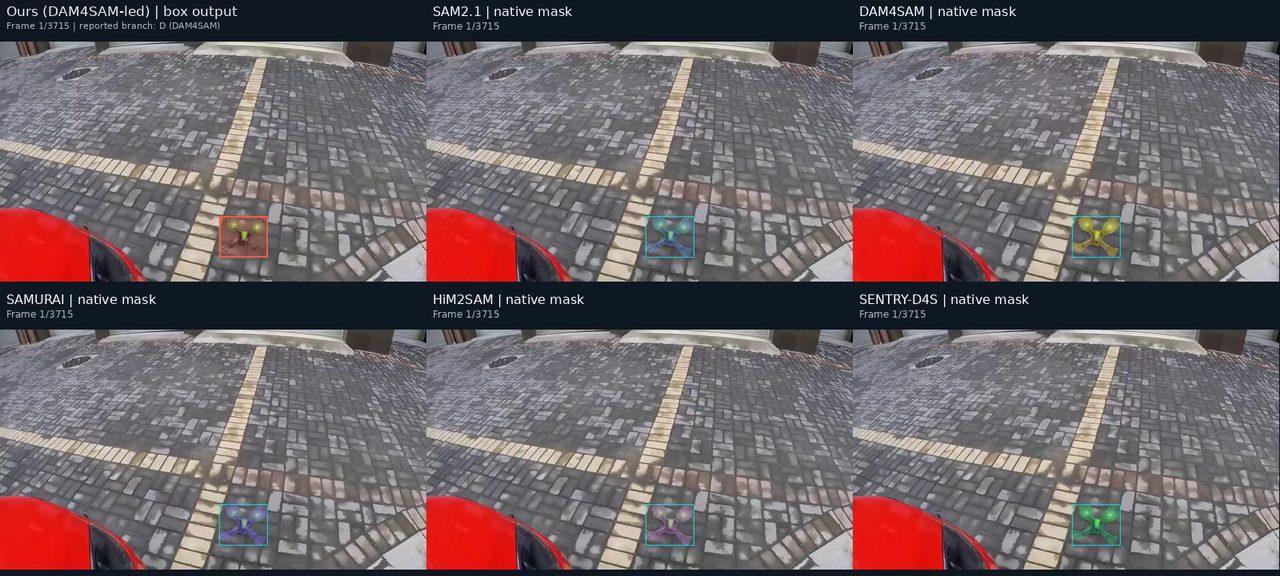 Ours (DAM4SAM-led) | box output
Frame 1/3715 | reported branch: D (DAM4SAM)
SAM2.1 | native mask
Frame 1/3715
DAM4SAM | native mask
Frame 1/3715
SAMURAI | native mask
Frame 1/3715
HiM2SAM | native mask
Frame 1/3715
SENTRY-D4S | native mask
Frame 1/3715